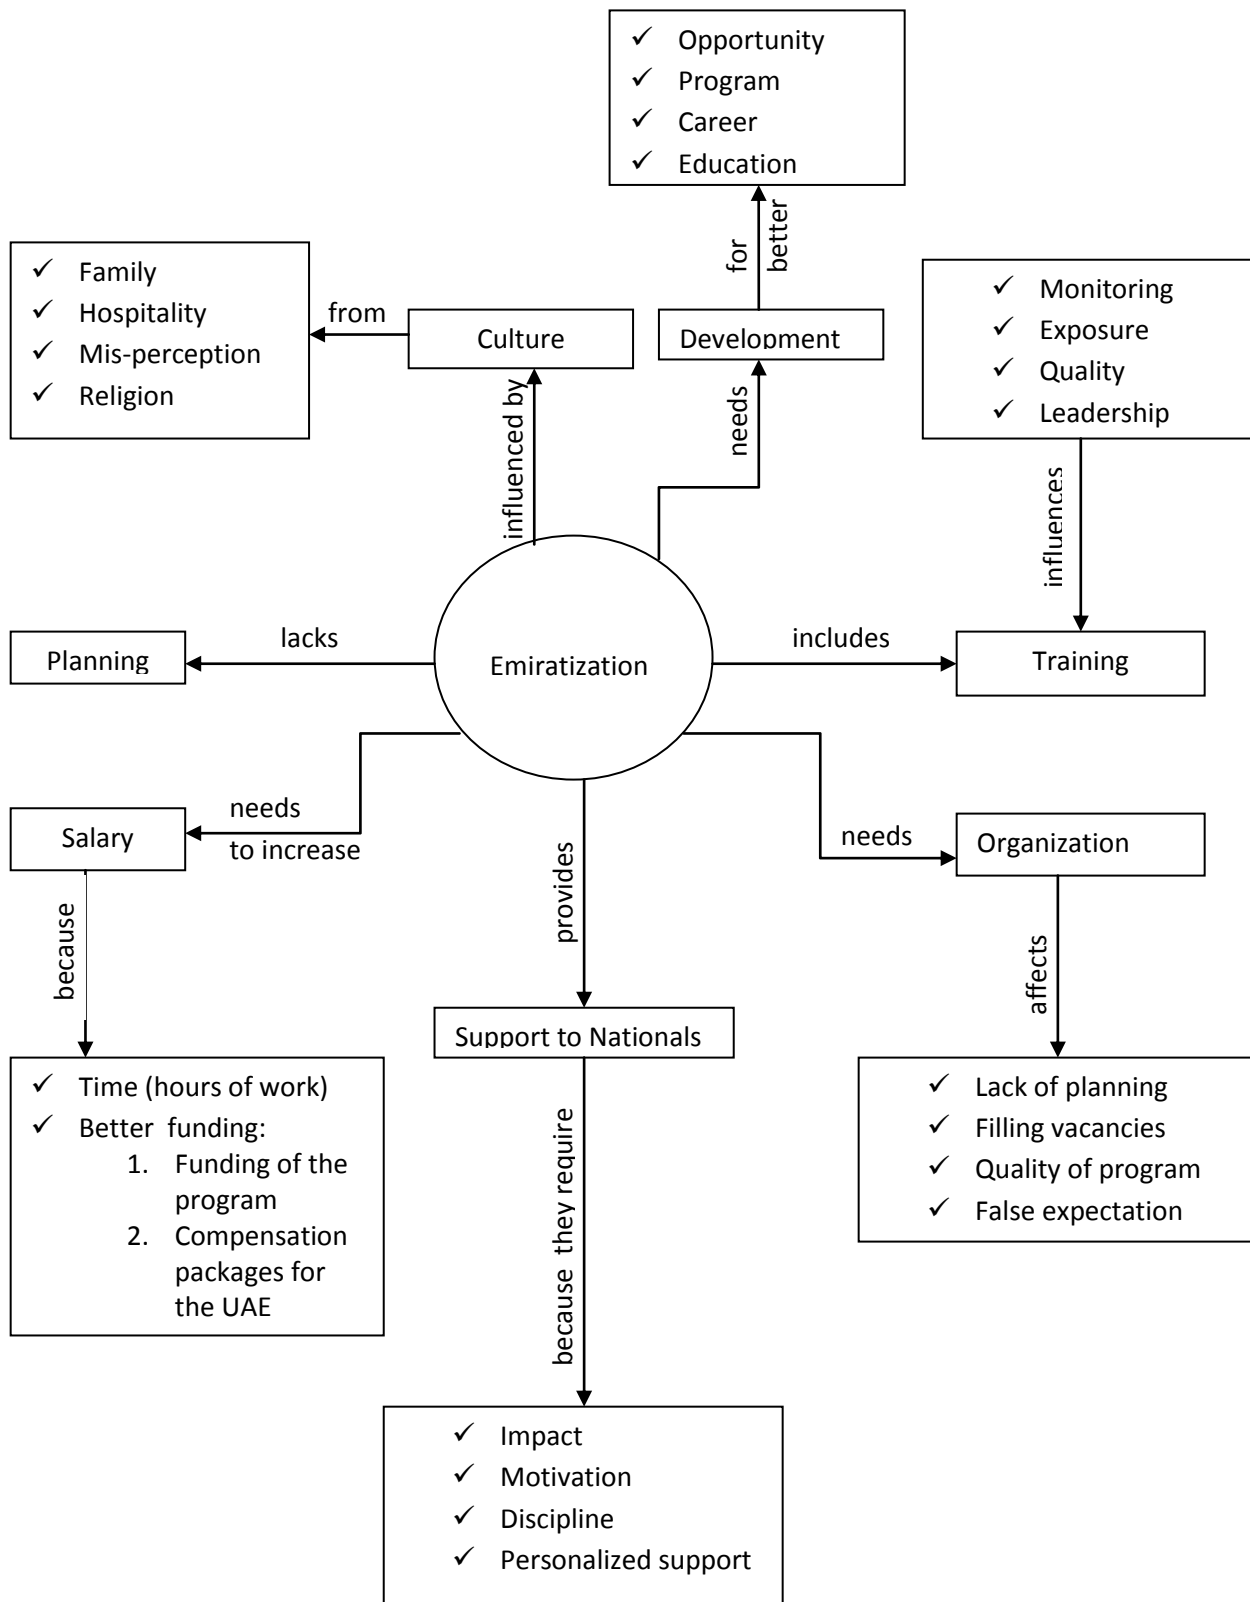 ✓ Opportunity
✓ Program
✓ Career
✓ Education
for
better
✓ Family
✓ Hospitality
✓ Mis-perception
✓ Religion
from
Culture
Development
✓ Monitoring
✓ Exposure
✓ Quality
✓ Leadership
influenced by
needs
influences
Planning
lacks
Emiratization
includes
Training
Salary
needs
to increase
provides
needs
Organization
because
affects
Support to Nationals
✓ Time (hours of work)
✓ Better funding:
1. Funding of the
program
2. Compensation
packages for
the UAE
because they require
✓ Lack of planning
✓ Filling vacancies
✓ Quality of program
✓ False expectation
✓ Impact
✓ Motivation
✓ Discipline
✓ Personalized support